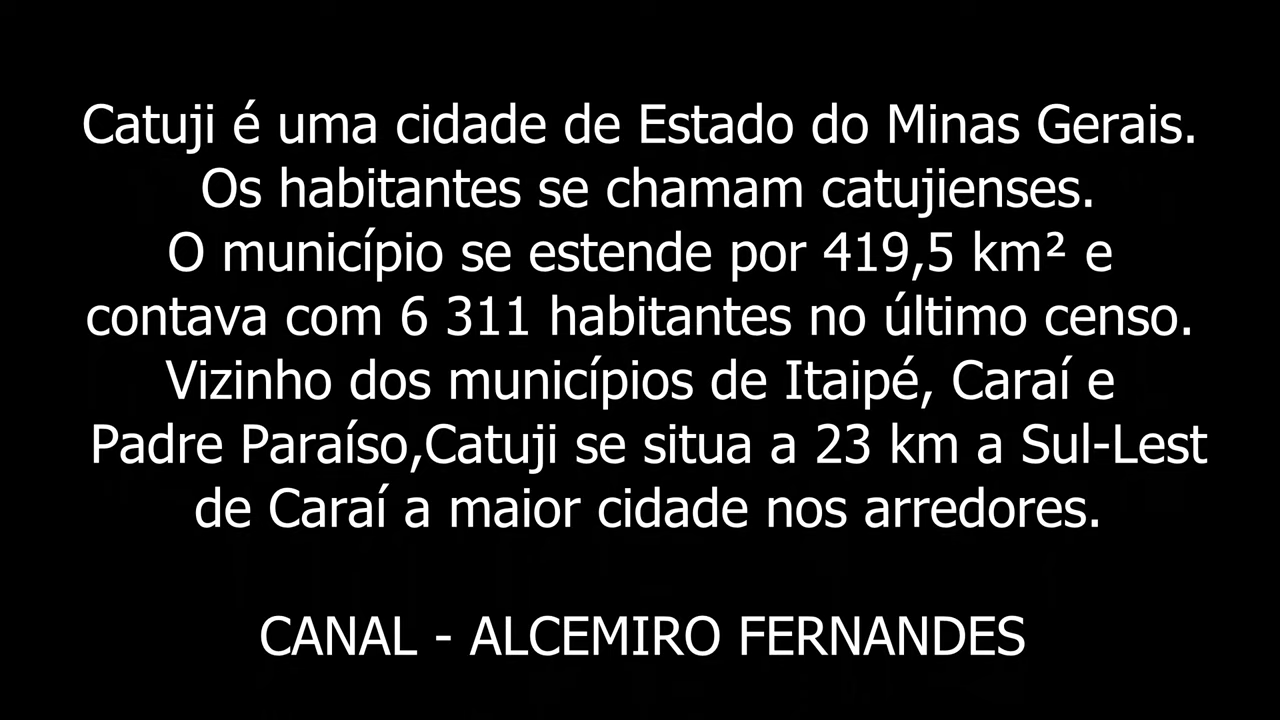 Catuji é uma cidade de Estado do Minas Gerais.
Os habitantes se chamam catujienses.
O município se estende por 419,5 km² e
contava com 6 311 habitantes no último censo.
Vizinho dos municípios de Itaipé, Caraí e
Padre Paraíso,Catuji se situa a 23 km a Sul-Lest
de Caraí a maior cidade nos arredores.
CANAL - ALCEMIRO FERNANDES